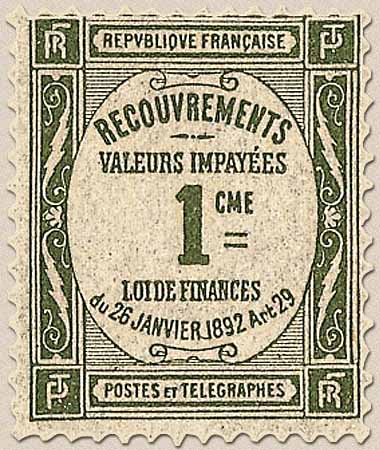 RF REPVBLIQVE FRANÇAISE PT
RECOUVREMENTS
VALEURS IMPAYÉES
1 CME
=
LOI DE FINANCES
du 26 JANVIER 1892 Art 29
PT POSTES ET TELEGRAPHES RF